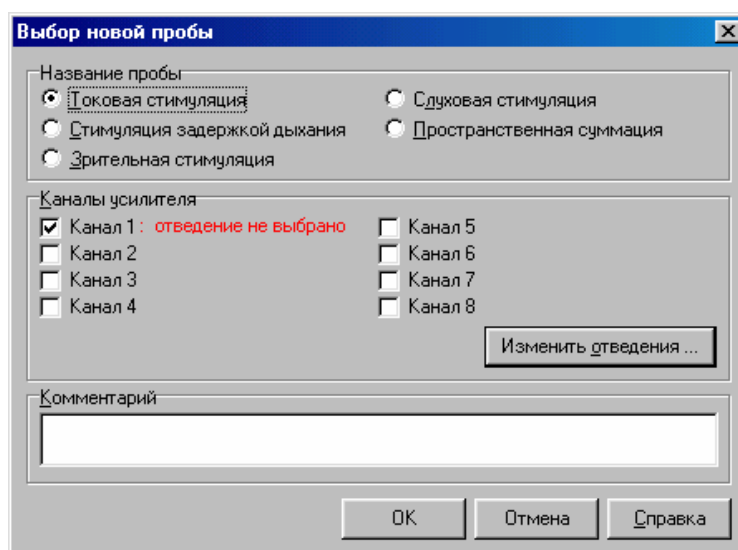 Выбор новой пробы
Название пробы
Токовая стимуляция
Слуховая стимуляция
Стимуляция задержкой дыхания
Пространственная суммация
Зрительная стимуляция
Каналы усилителя
Канал 1 : отведение не выбрано
Канал 5
Канал 2
Канал 6
Канал 3
Канал 7
Канал 4
Канал 8
Изменить отведения ...
Комментарий
OK
Отмена
Справка